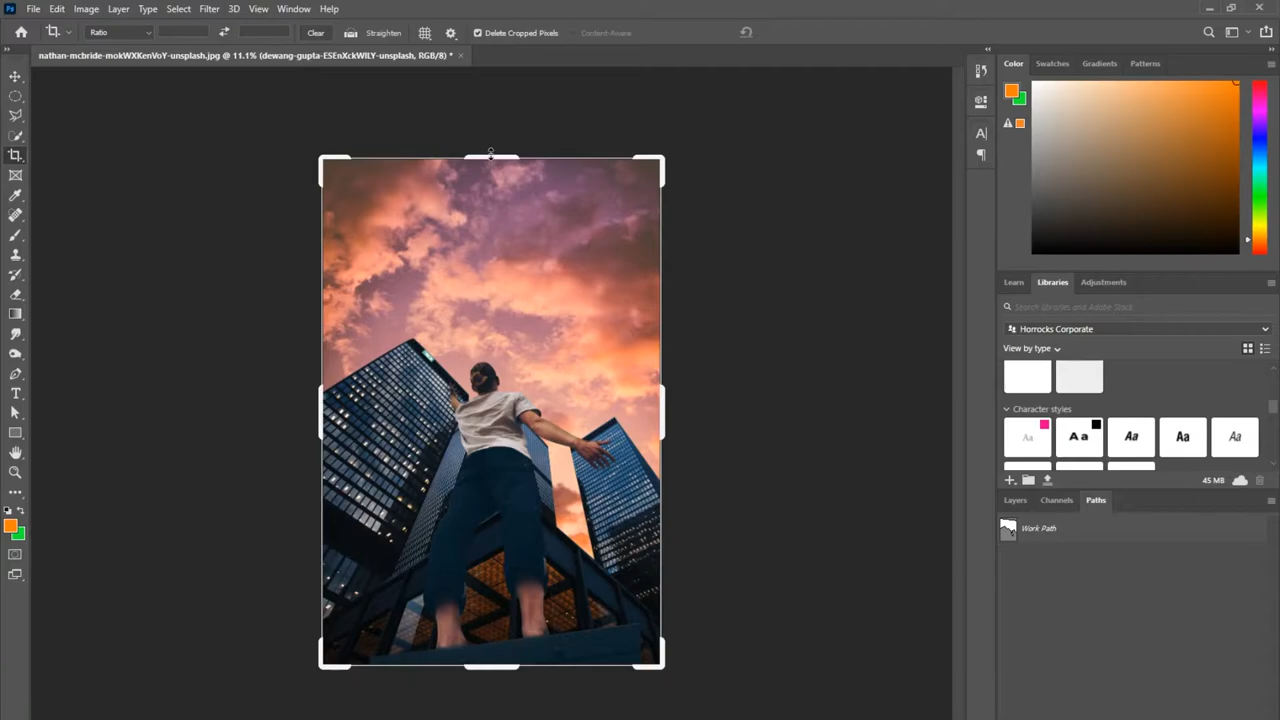 Ps File Edit Image Layer Type Select Filter 3D View Window Help
Ratio Clear Straighten Delete Cropped Pixels Content-Aware
nathan-mcbride-mokWXKenVoY-unsplash.jpg @ 11.1% (dewang-gupta-ESEnXckWlLY-unsplash, RGB/8) *
Color Swatches Gradients Patterns
Learn Libraries Adjustments
Search Libraries and Adobe Stock
Horrocks Corporate
View by type
Character styles
Aa Aa Aa Aa Aa
45 MB
Layers Channels Paths
Work Path